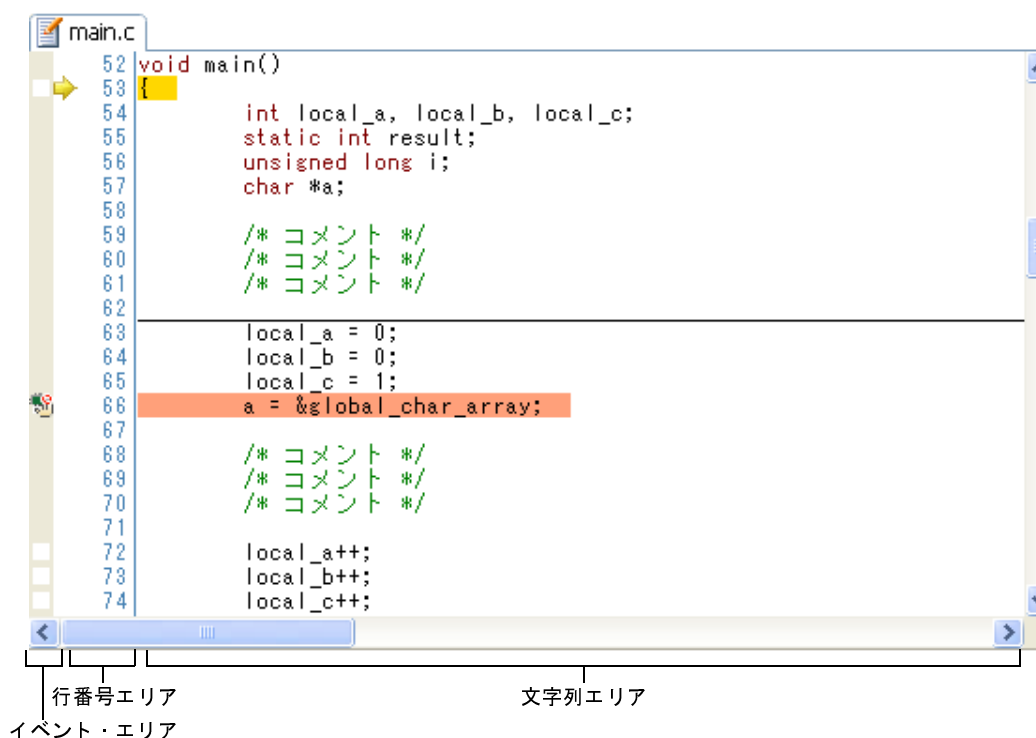 main.c
52 void main()
53 {
54 int local_a, local_b, local_c;
55 static int result;
56 unsigned long i;
57 char *a;
58
59 /* コメント */
60 /* コメント */
61 /* コメント */
62
63 local_a = 0;
64 local_b = 0;
65 local_c = 1;
66 a = &global_char_array;
67
68 /* コメント */
69 /* コメント */
70 /* コメント */
71
72 local_a++;
73 local_b++;
74 local_c++;
行番号エリア 文字列エリア
イベント・エリア